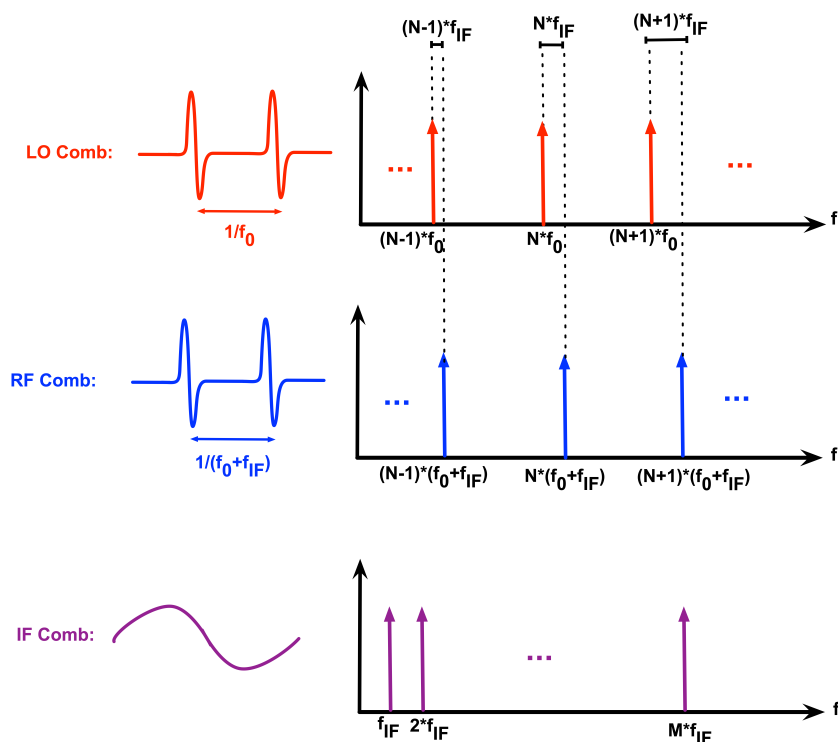 (N-1)*fIF N*fIF (N+1)*fIF
LO Comb:
1/f0
... ...
f
(N-1)*f0 N*f0 (N+1)*f0
RF Comb:
1/(f0+fIF)
... ...
f
(N-1)*(f0+fIF) N*(f0+fIF) (N+1)*(f0+fIF)
IF Comb:
...
f
fIF 2*fIF M*fIF